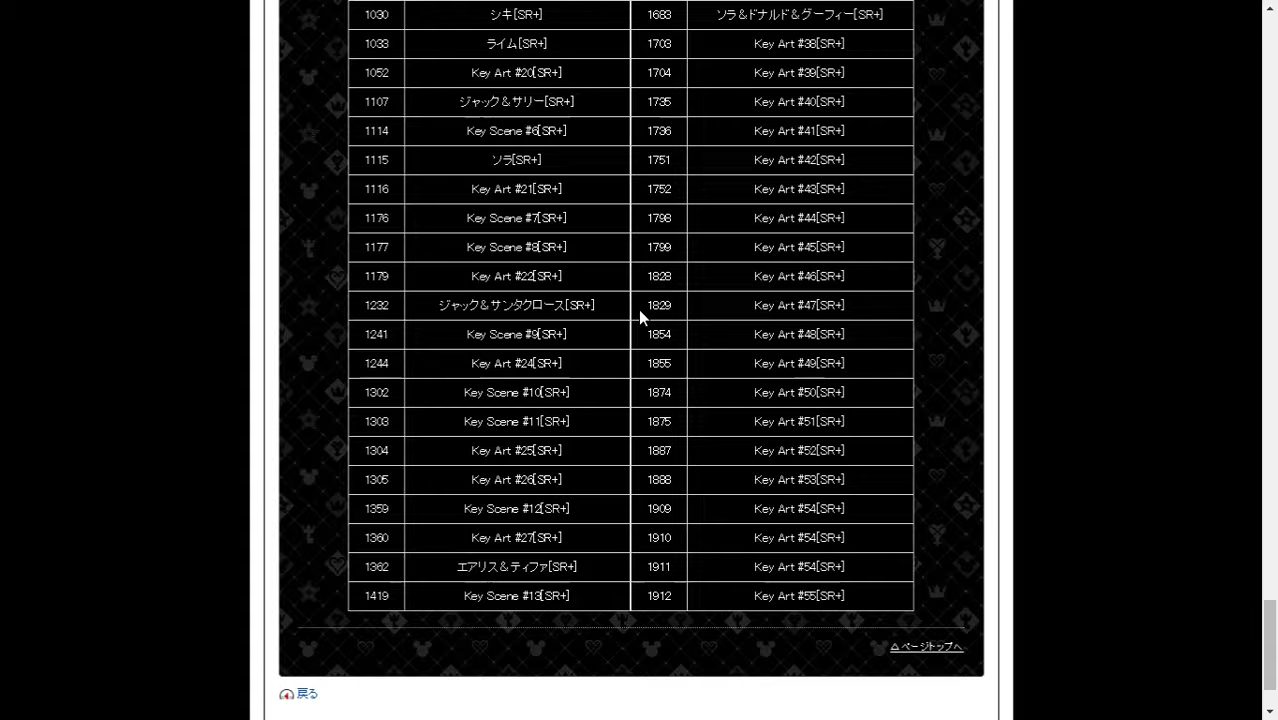 1030 シキ[SR+] 1683 ソラ＆ドナルド＆グーフィー[SR+]
1033 ライム[SR+] 1703 Key Art #38[SR+]
1052 Key Art #20[SR+] 1704 Key Art #39[SR+]
1107 ジャック＆サリー[SR+] 1735 Key Art #40[SR+]
1114 Key Scene #6[SR+] 1736 Key Art #41[SR+]
1115 ソラ[SR+] 1751 Key Art #42[SR+]
1116 Key Art #21[SR+] 1752 Key Art #43[SR+]
1176 Key Scene #7[SR+] 1798 Key Art #44[SR+]
1177 Key Scene #8[SR+] 1799 Key Art #45[SR+]
1179 Key Art #22[SR+] 1828 Key Art #46[SR+]
1232 ジャック＆サンタクロース[SR+] 1829 Key Art #47[SR+]
1241 Key Scene #9[SR+] 1854 Key Art #48[SR+]
1244 Key Art #24[SR+] 1855 Key Art #49[SR+]
1302 Key Scene #10[SR+] 1874 Key Art #50[SR+]
1303 Key Scene #11[SR+] 1875 Key Art #51[SR+]
1304 Key Art #25[SR+] 1887 Key Art #52[SR+]
1305 Key Art #26[SR+] 1888 Key Art #53[SR+]
1359 Key Scene #12[SR+] 1909 Key Art #54[SR+]
1360 Key Art #27[SR+] 1910 Key Art #54[SR+]
1362 エアリス＆ティファ[SR+] 1911 Key Art #54[SR+]
1419 Key Scene #13[SR+] 1912 Key Art #55[SR+]
△ページトップへ
戻る